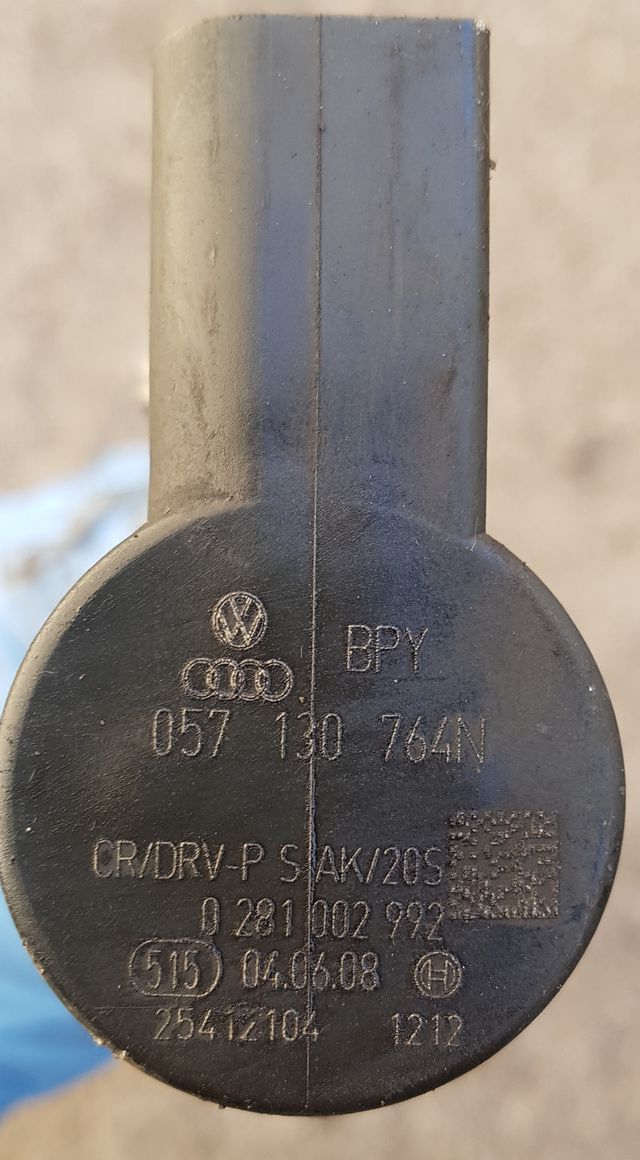 BPY
057 130 764N
CR/DRV-P S AK/20S
0 281 002 992
515 04.06.08
25412104 1212